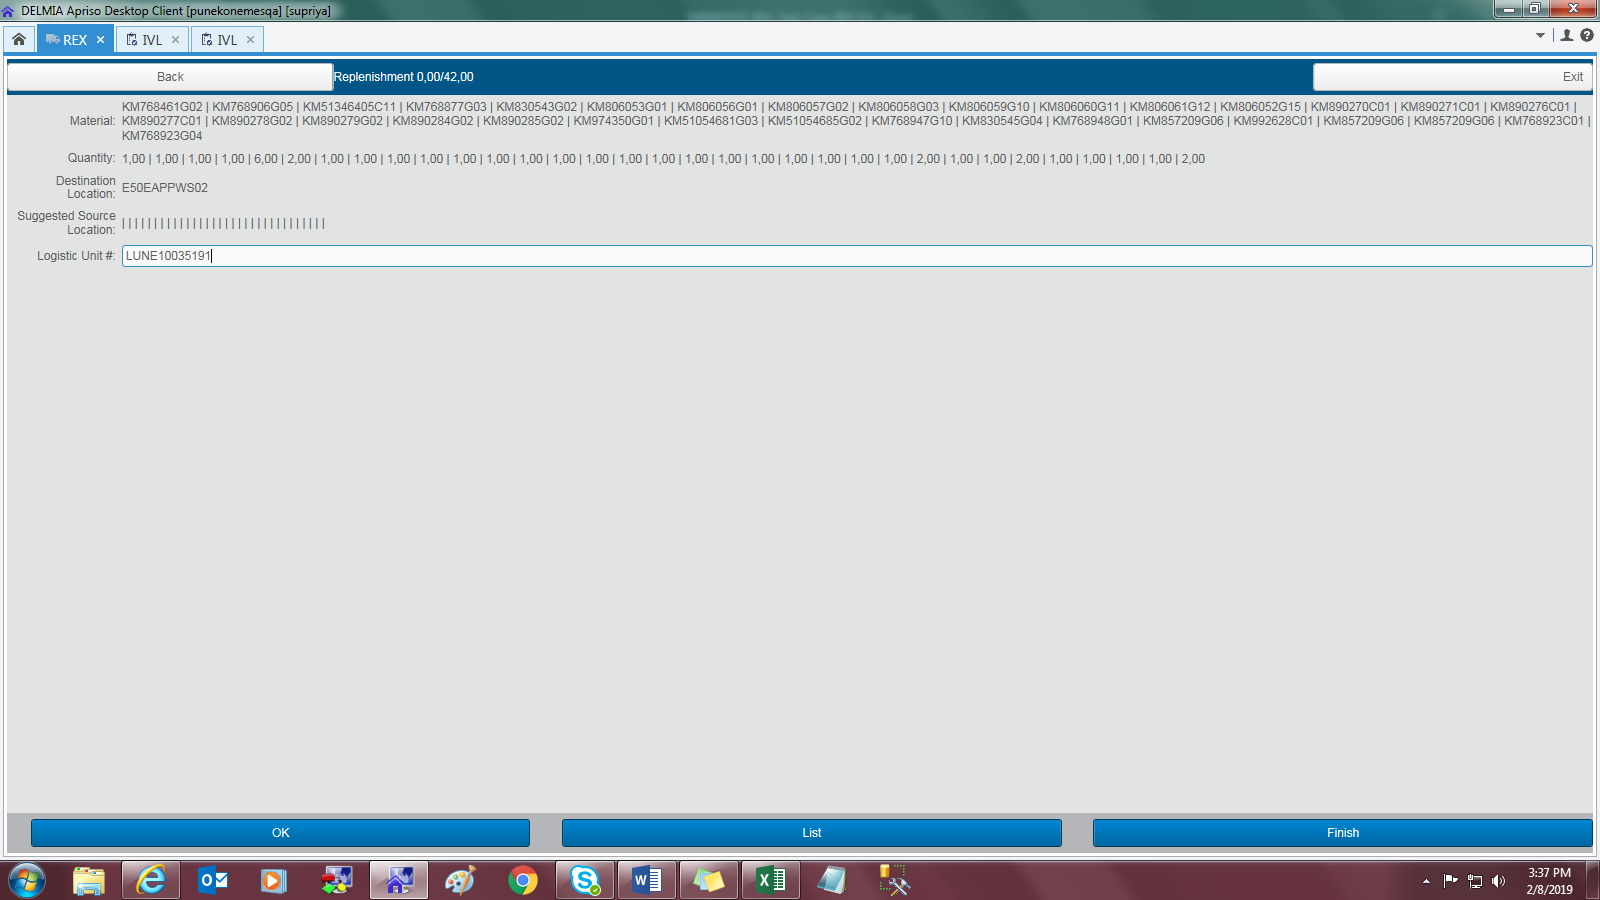 DELMIA Apriso Desktop Client [punekonemesqa] [supriya]
REX IVL IVL
Back Replenishment 0,00/42,00 Exit
Material: KM768461G02 | KM768906G05 | KM51346405C11 | KM768877G03 | KM830543G02 | KM806053G01 | KM806056G01 | KM806057G02 | KM806058G03 | KM806059G10 | KM806060G11 | KM806061G12 | KM806052G15 | KM890270C01 | KM890271C01 | KM890276C01 |
KM890277C01 | KM890278G02 | KM890279G02 | KM890284G02 | KM890285G02 | KM974350G01 | KM51054681G03 | KM51054685G02 | KM768947G10 | KM830545G04 | KM768948G01 | KM857209G06 | KM992628C01 | KM857209G06 | KM857209G06 | KM768923C01 |
KM768923G04
Quantity: 1,00 | 1,00 | 1,00 | 1,00 | 6,00 | 2,00 | 1,00 | 1,00 | 1,00 | 1,00 | 1,00 | 1,00 | 1,00 | 1,00 | 1,00 | 1,00 | 1,00 | 1,00 | 1,00 | 1,00 | 1,00 | 1,00 | 1,00 | 1,00 | 2,00 | 1,00 | 1,00 | 2,00 | 1,00 | 1,00 | 1,00 | 1,00 | 2,00
Destination
Location: E50EAPPWS02
Suggested Source
Location: | | | | | | | | | | | | | | | | | | | | | | | | | | | | | | | |
Logistic Unit #: LUNE10035191
OK List Finish
3:37 PM
2/8/2019